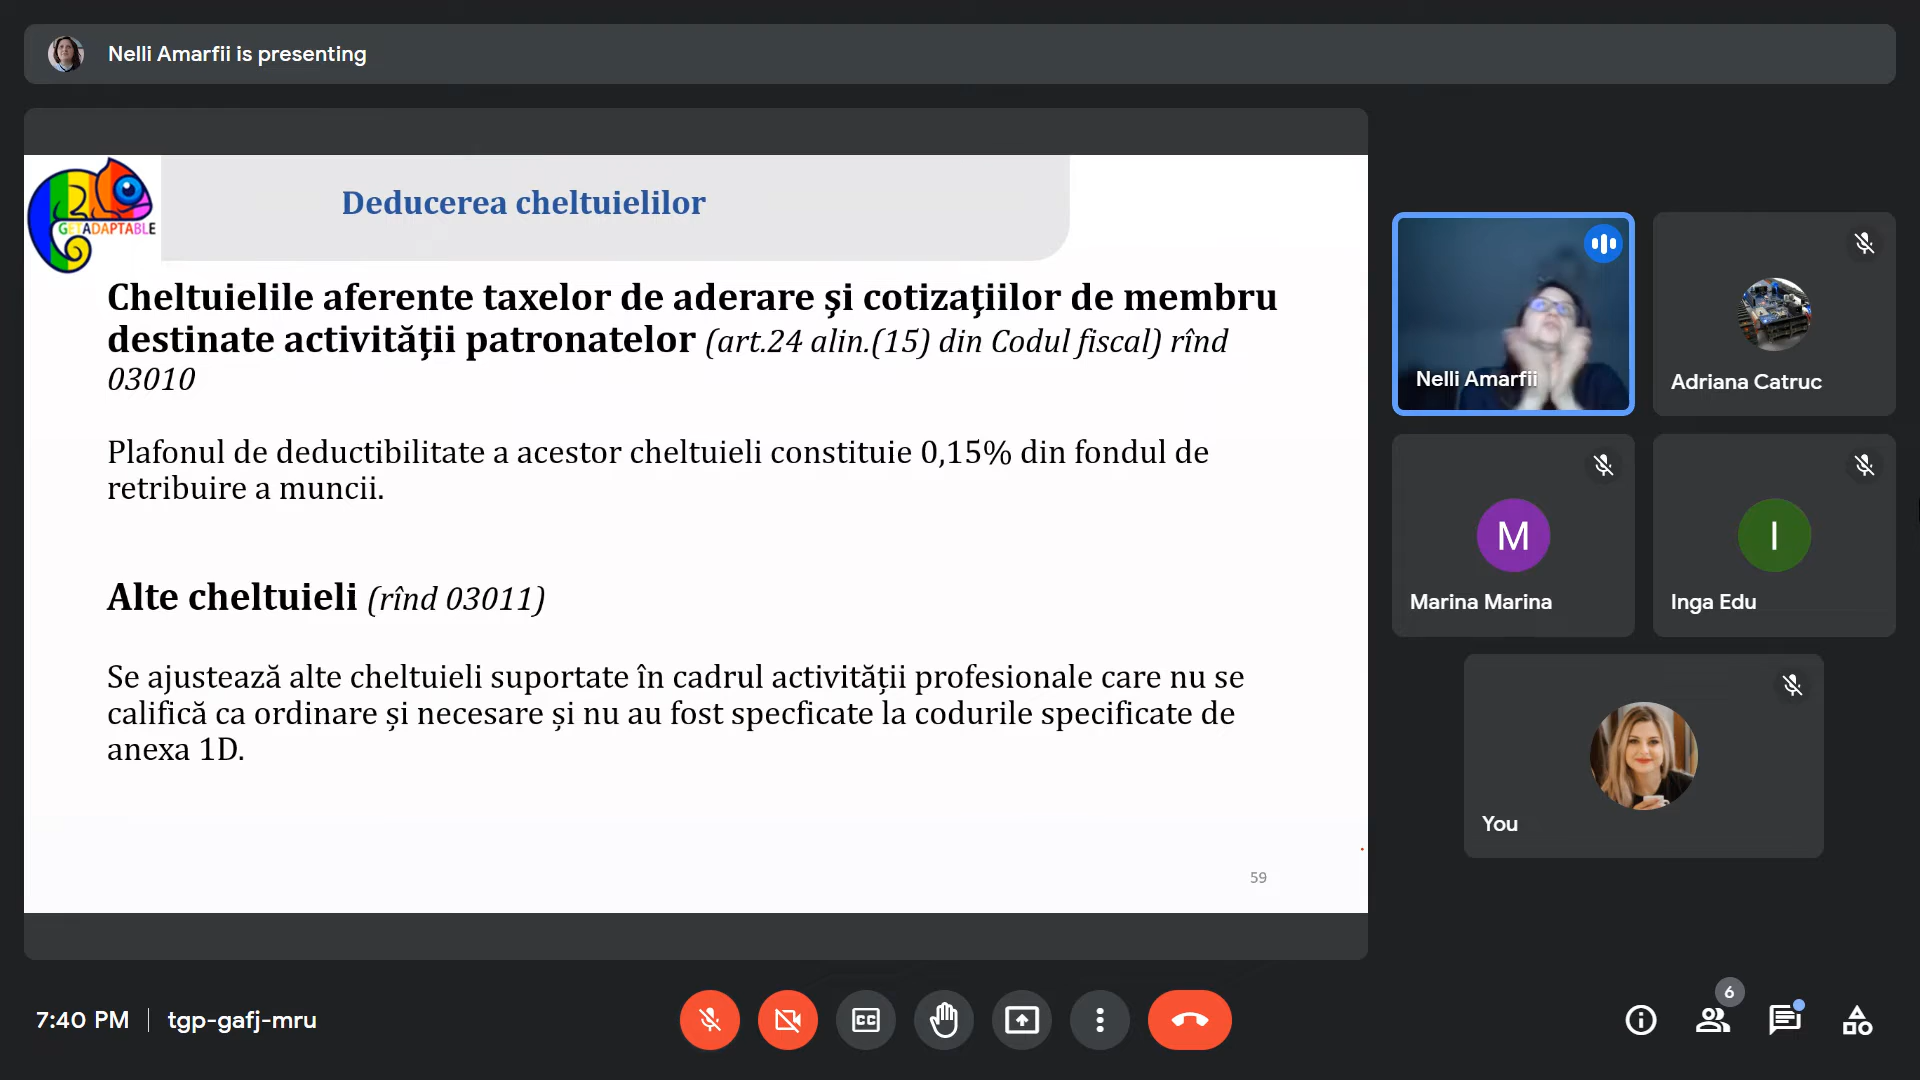 Nelli Amarfii is presenting
GETADAPTABLE
Deducerea cheltuielilor
Cheltuielile aferente taxelor de aderare şi cotizaţiilor de membru
destinate activităţii patronatelor (art.24 alin.(15) din Codul fiscal) rînd
03010
Plafonul de deductibilitate a acestor cheltuieli constituie 0,15% din fondul de
retribuire a muncii.
Alte cheltuieli (rînd 03011)
Se ajustează alte cheltuieli suportate în cadrul activității profesionale care nu se
califică ca ordinare și necesare și nu au fost specficate la codurile specificate de
anexa 1D.
59
Nelli Amarfii
Adriana Catruc
M
Marina Marina
I
Inga Edu
You
7:40 PM
tgp-gafj-mru
CC
6